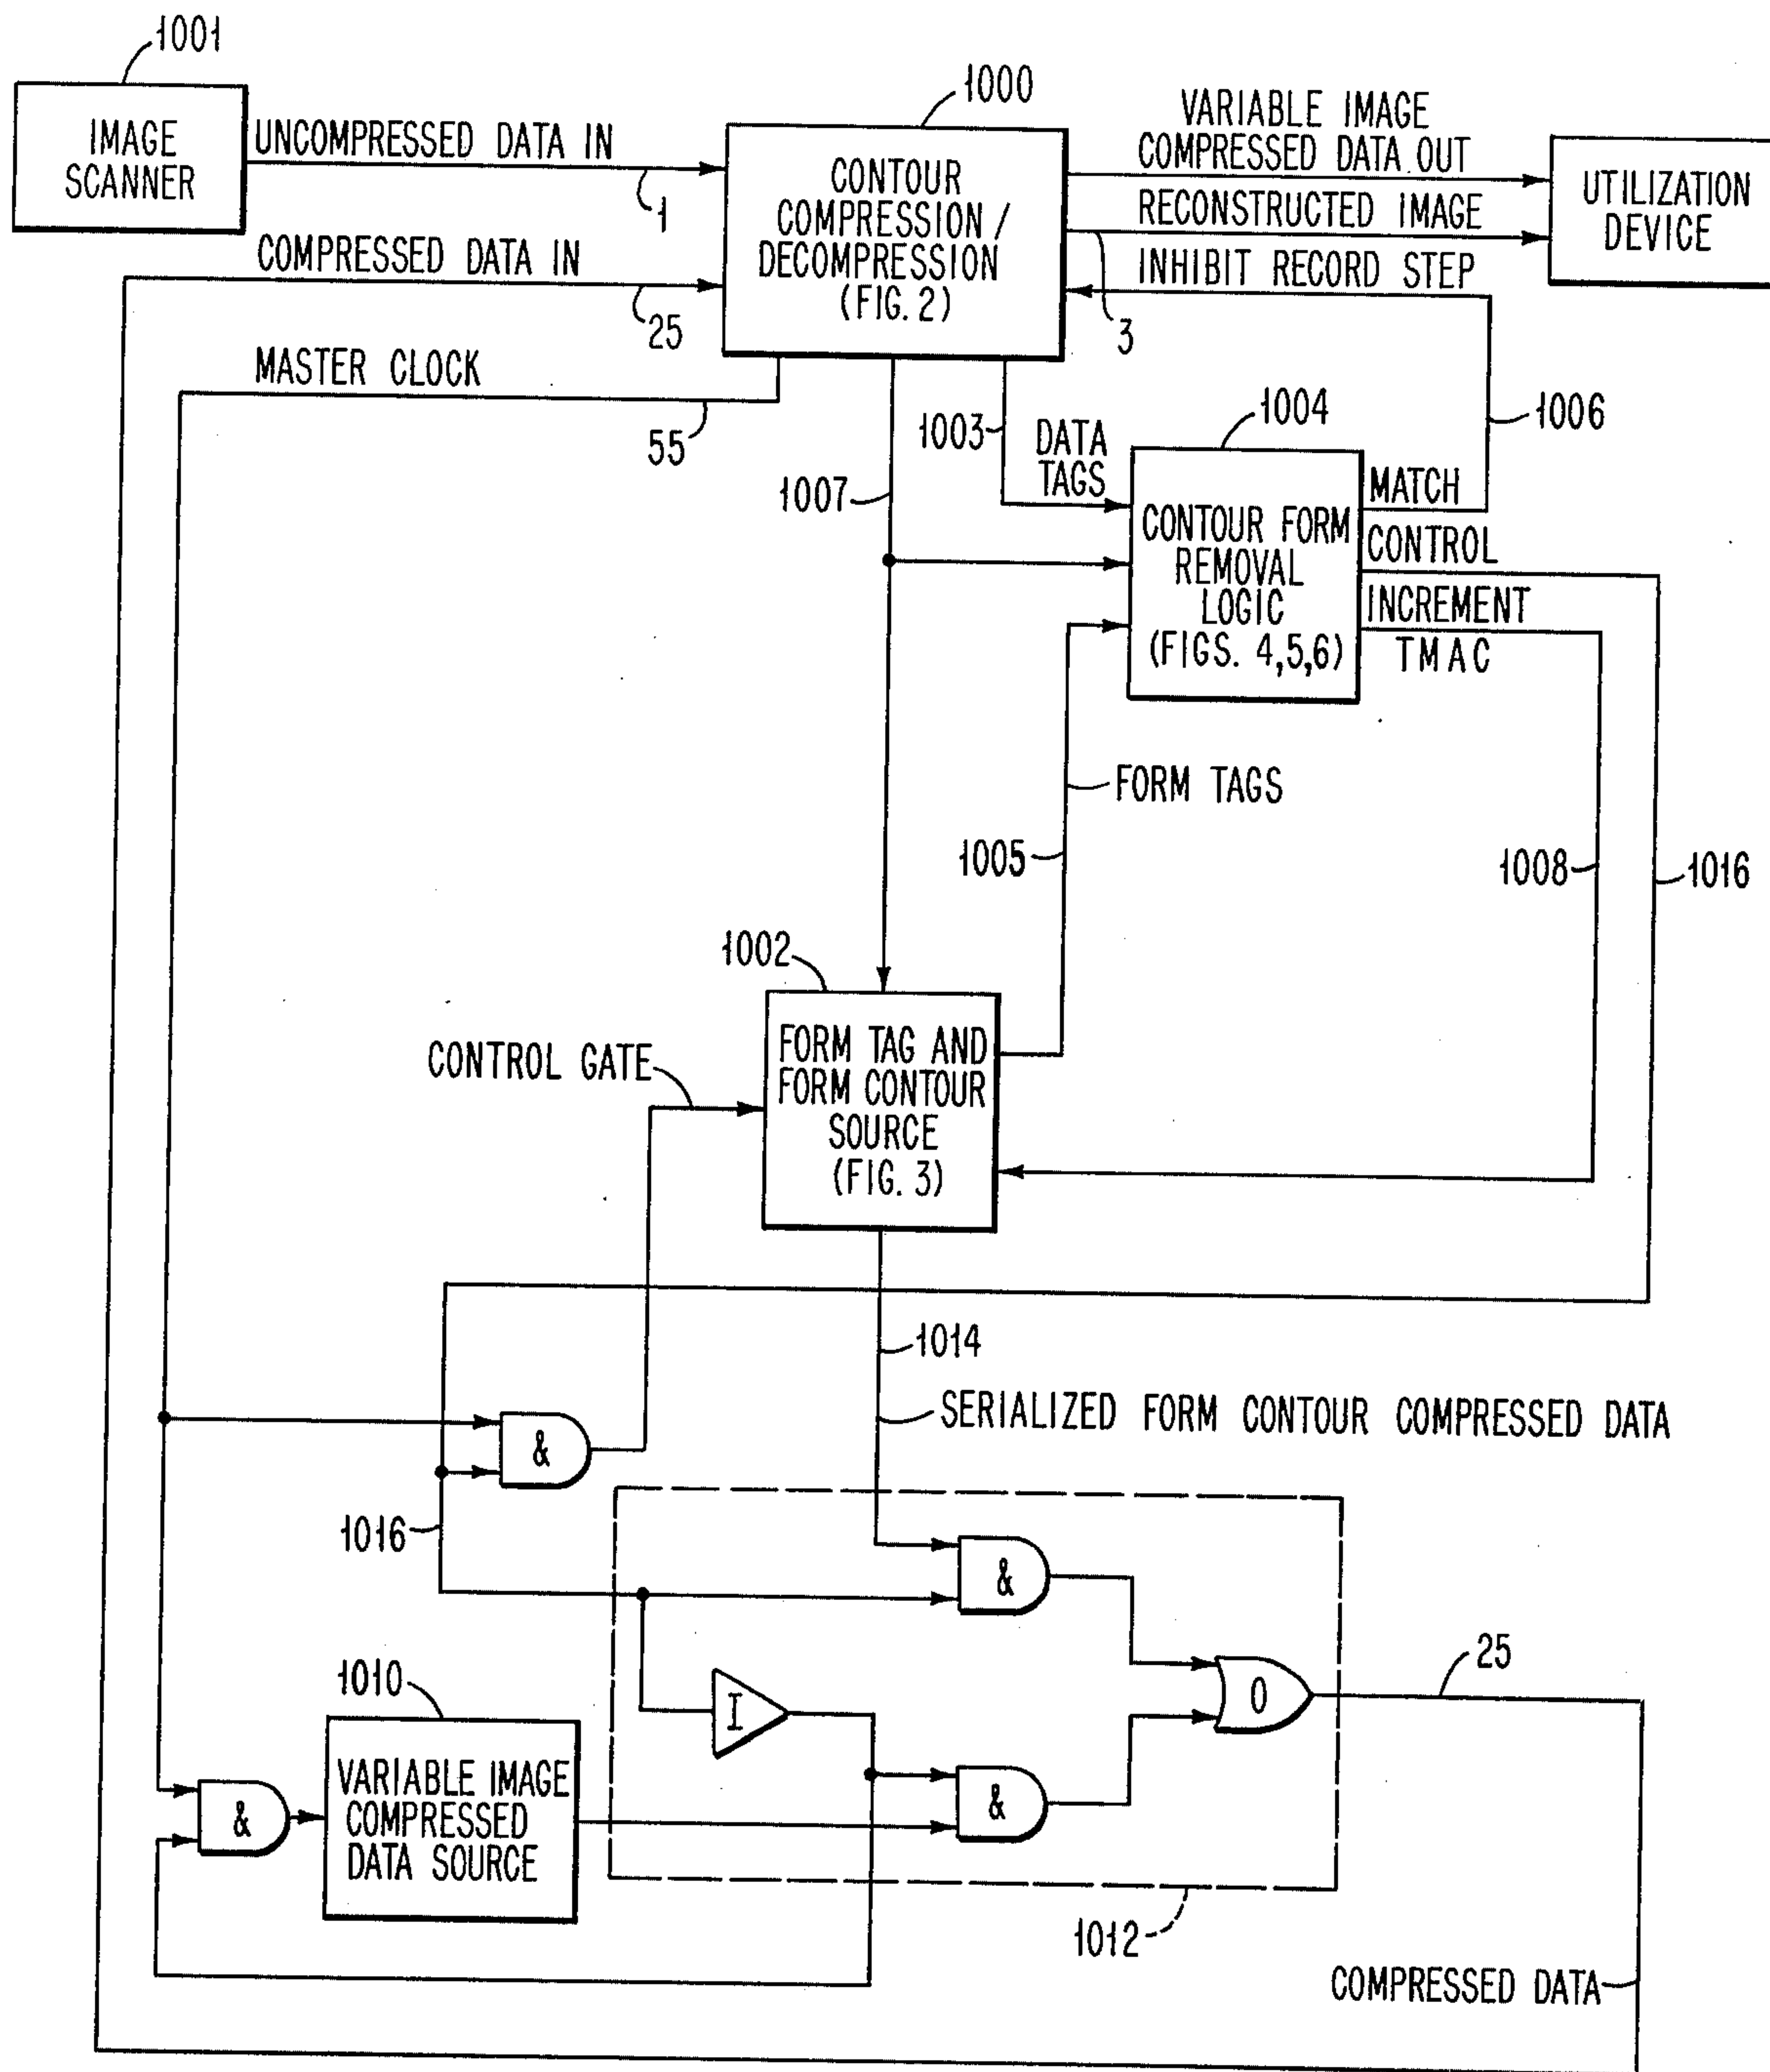 1001
IMAGE
SCANNER
UNCOMPRESSED DATA IN
1
COMPRESSED DATA IN
25
MASTER CLOCK
55
1000
CONTOUR
COMPRESSION /
DECOMPRESSION
(FIG. 2)
VARIABLE IMAGE
COMPRESSED DATA OUT
RECONSTRUCTED IMAGE
3
INHIBIT RECORD STEP
UTILIZATION
DEVICE
1003
DATA
TAGS
1007
1004
CONTOUR FORM
REMOVAL
LOGIC
(FIGS. 4,5,6)
MATCH
1006
CONTROL
INCREMENT
TMAC
FORM TAGS
1005
1008
1016
1002
CONTROL GATE
FORM TAG AND
FORM CONTOUR
SOURCE
(FIG. 3)
1014
SERIALIZED FORM CONTOUR COMPRESSED DATA
&
1016
&
I
O
25
1010
&
VARIABLE IMAGE
COMPRESSED
DATA SOURCE
&
1012
COMPRESSED DATA